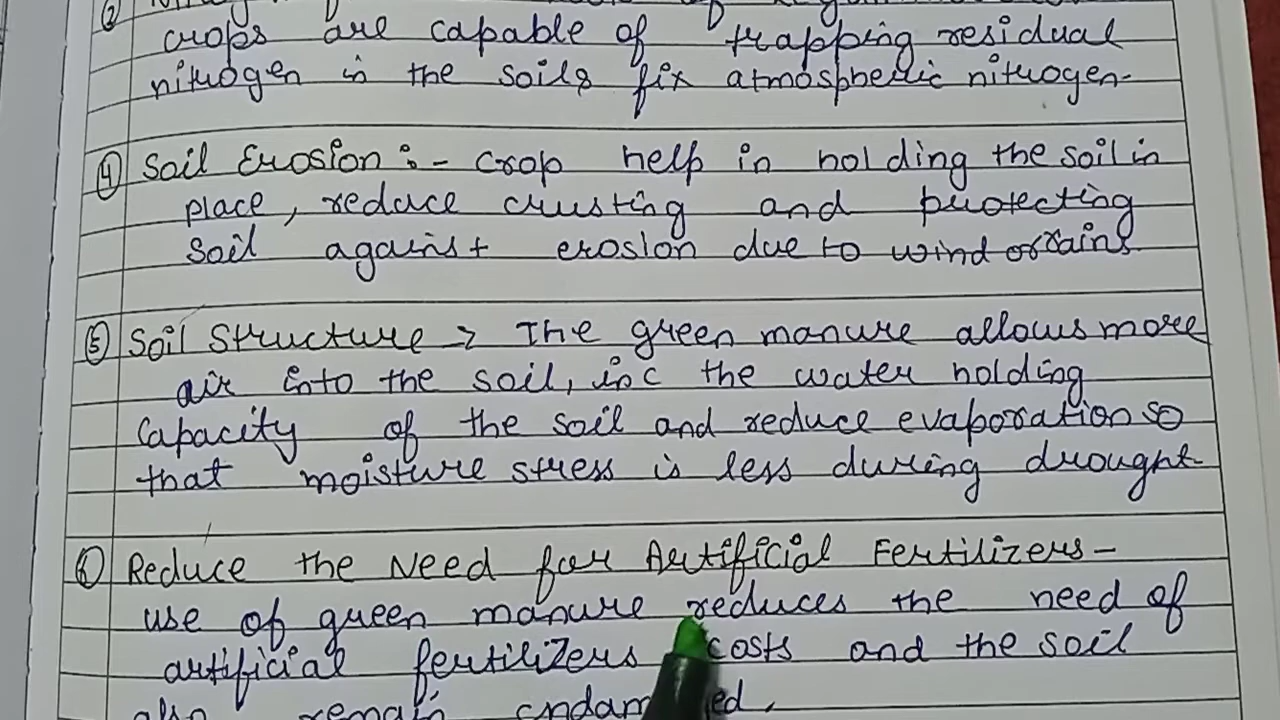 crops are capable of trapping residual
nitrogen in the soils fix atmospheric nitrogen-
④ Soil Erosion :- crop help in holding the soil in
place, reduce crusting and protecting
soil against erosion due to wind or rains
⑤ Soil Structure → The green manure allows more
air into the soil, inc the water holding
capacity of the soil and reduce evaporation so
that moisture stress is less during drought-
⑥ Reduce the Need for Artificial Fertilizers-
use of green manure reduces the need of
artificial fertilizers costs and the soil
also remain